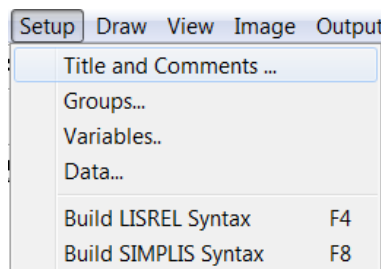 Setup Draw View Image Output
Title and Comments ...
Groups...
Variables..
Data...
Build LISREL Syntax F4
Build SIMPLIS Syntax F8